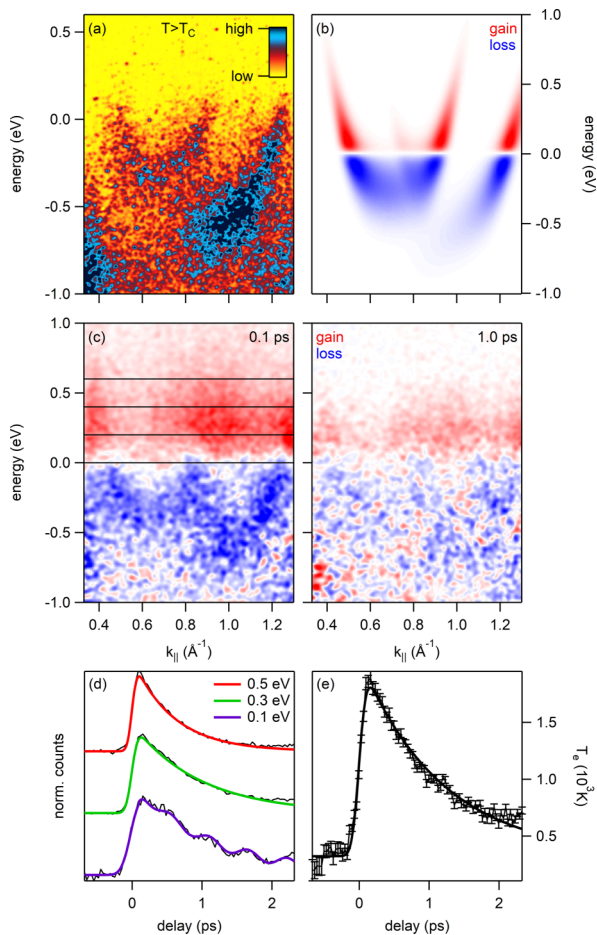 (a)
T>T_C
high
low
0.5
0.0
-0.5
-1.0
energy (eV)
(b)
gain
loss
1.0
0.5
0.0
-0.5
-1.0
energy (eV)
(c)
0.1 ps
1.0
0.5
0.0
-0.5
-1.0
energy (eV)
0.4 0.6 0.8 1.0 1.2
gain
loss
1.0 ps
0.4 0.6 0.8 1.0 1.2
k_|| (Å⁻¹)
k_|| (Å⁻¹)
(d)
0.5 eV
0.3 eV
0.1 eV
norm. counts
0 1 2
delay (ps)
(e)
1.5
1.0
0.5
T_e (10³K)
0 1 2
delay (ps)